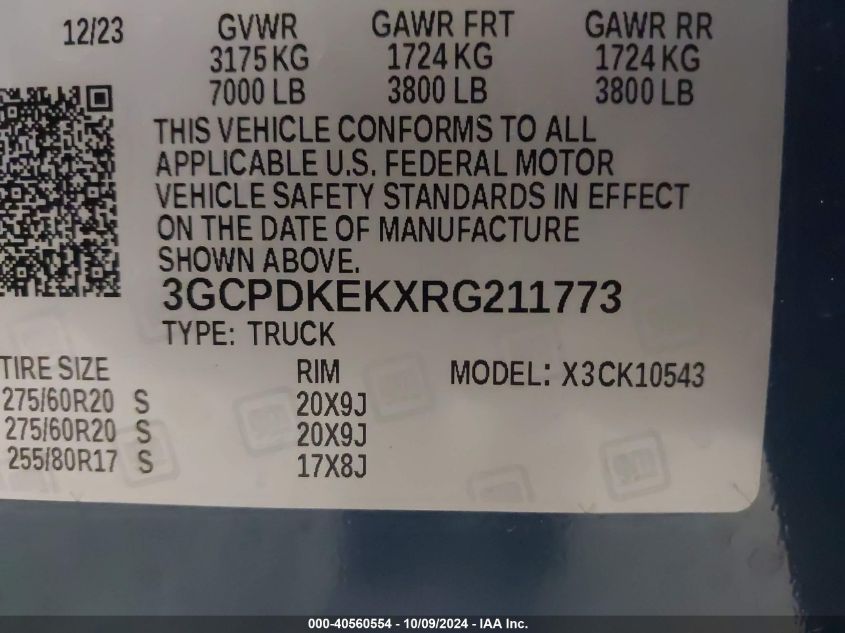 12/23 GVWR GAWR FRT GAWR RR
3175 KG 1724 KG 1724 KG
7000 LB 3800 LB 3800 LB
THIS VEHICLE CONFORMS TO ALL
APPLICABLE U.S. FEDERAL MOTOR
VEHICLE SAFETY STANDARDS IN EFFECT
ON THE DATE OF MANUFACTURE
SHOWN ABOVE.
3GCPDKEKXRG211773
TYPE: TRUCK
TIRE SIZE RIM MODEL: X3CK10543
275/60R20 S 20X9J
275/60R20 S 20X9J
255/80R17 S 17X8J
gm
000-40560554 - 10/09/2024 - IAA Inc.